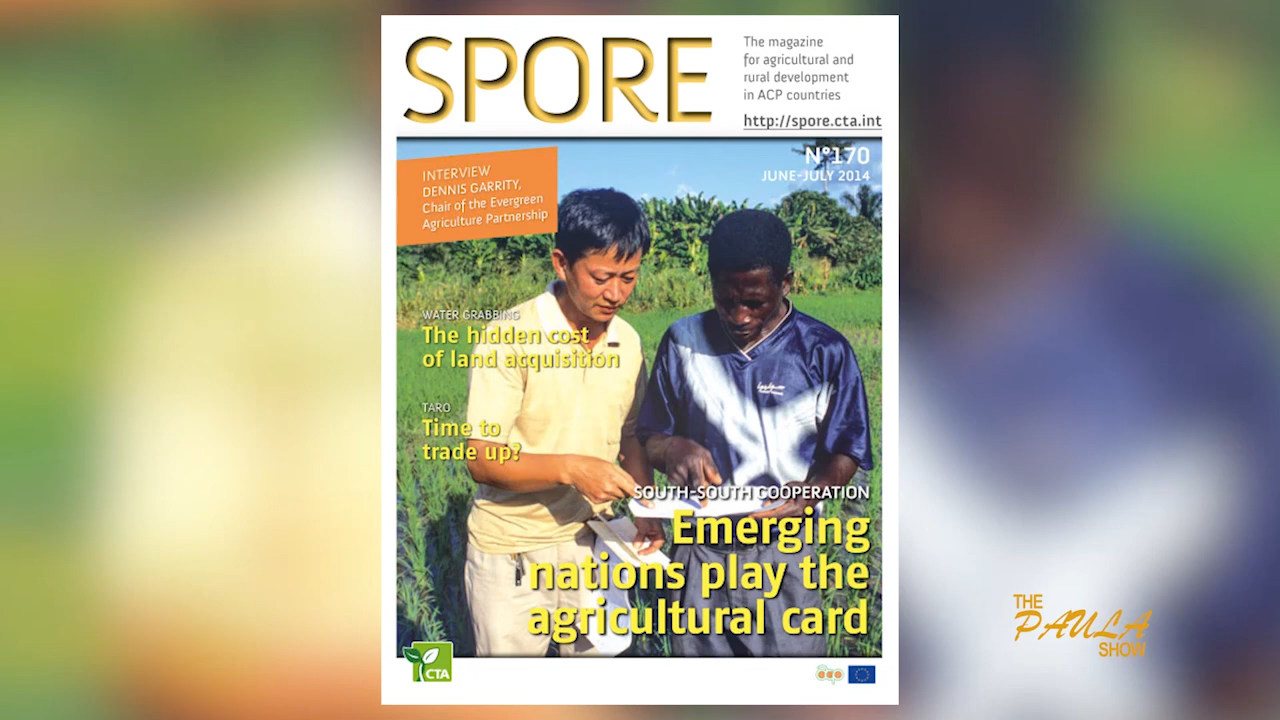 SPORE
The magazine
for agricultural and
rural development
in ACP countries
http://spore.cta.int
N°170
JUNE-JULY 2014
INTERVIEW
DENNIS GARRITY,
Chair of the Evergreen
Agriculture Partnership
WATER GRABBING
The hidden cost
of land acquisition
TARO
Time to
trade up?
SOUTH-SOUTH COOPERATION
Emerging
nations play the
agricultural card
CTA
THE
PAULA
SHOW